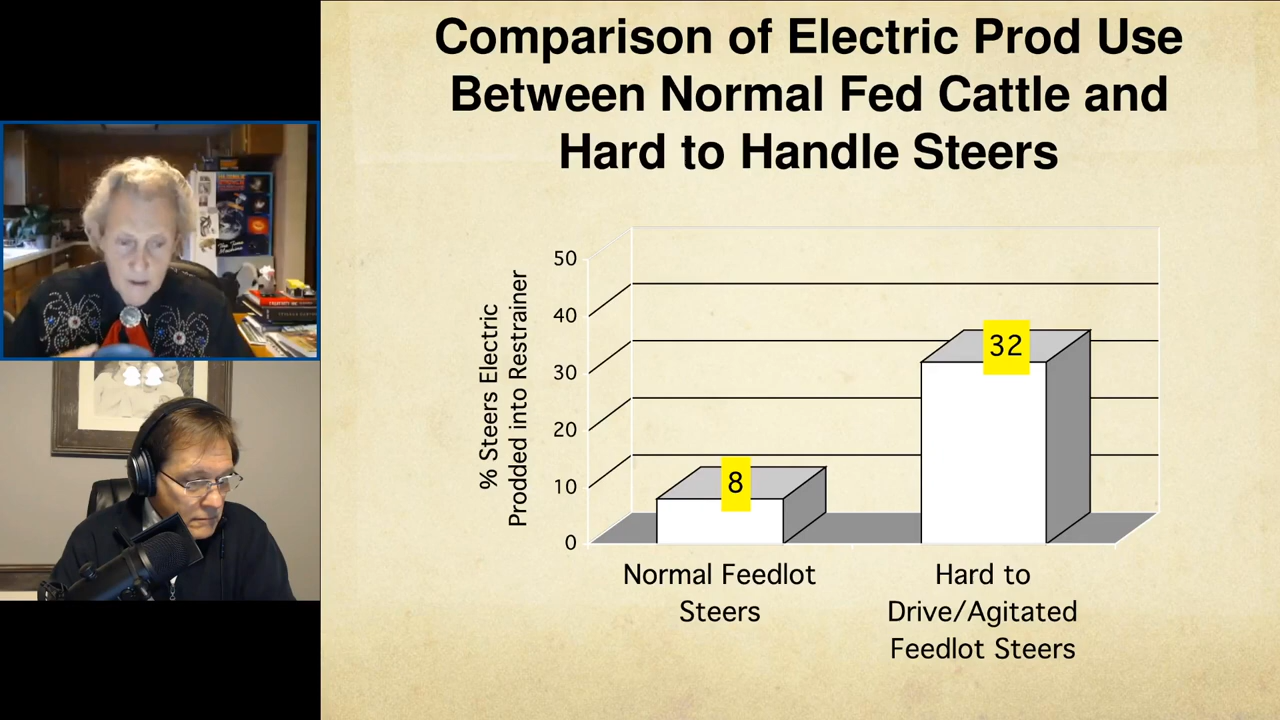 Comparison of Electric Prod Use
Between Normal Fed Cattle and
Hard to Handle Steers
% Steers Electric
Prodded into Restrainer
50
40
30
20
10
0
8
32
Normal Feedlot
Steers
Hard to
Drive/Agitated
Feedlot Steers